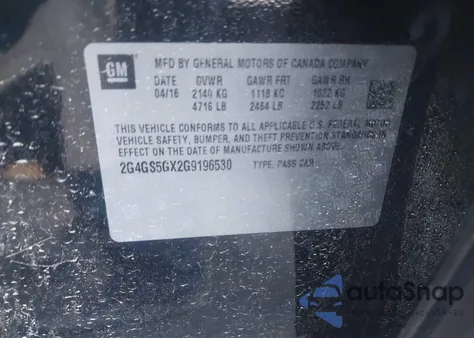 GM
MFD BY GENERAL MOTORS OF CANADA COMPANY
DATE GVWR GAWR FRT GAWR RR
04/16 2140 KG 1118 KG 1022 KG
4716 LB 2464 LB 2252 LB
THIS VEHICLE CONFORMS TO ALL APPLICABLE U.S. FEDERAL MOTOR
VEHICLE SAFETY, BUMPER, AND THEFT PREVENTION STANDARDS IN
EFFECT ON THE DATE OF MANUFACTURE SHOWN ABOVE.
2G4GS5GX2G9196530 TYPE: PASS CAR
autoSnap